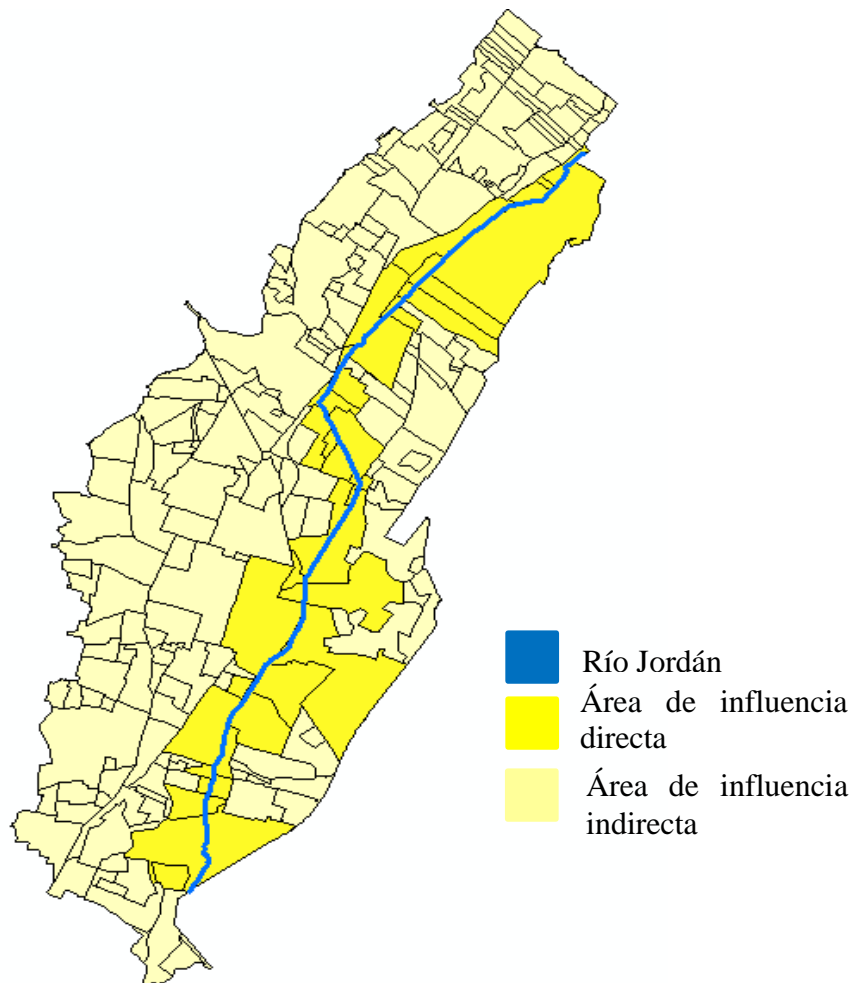 Río Jordán
Área de influencia
directa
Área de influencia
indirecta